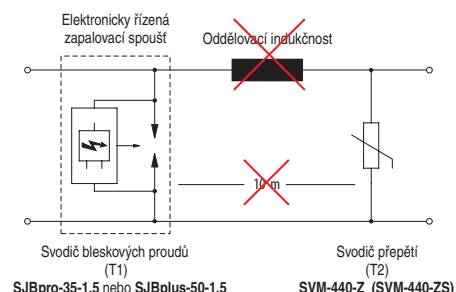 Elektronicky řízená
zapalovací spoušť
Oddělovací indukčnost
10 m
Svodič bleskových proudů
(T1)
SJBpro-35-1,5 nebo SJBplus-50-1,5
Svodič přepětí
(T2)
SVM-440-Z (SVM-440-ZS)